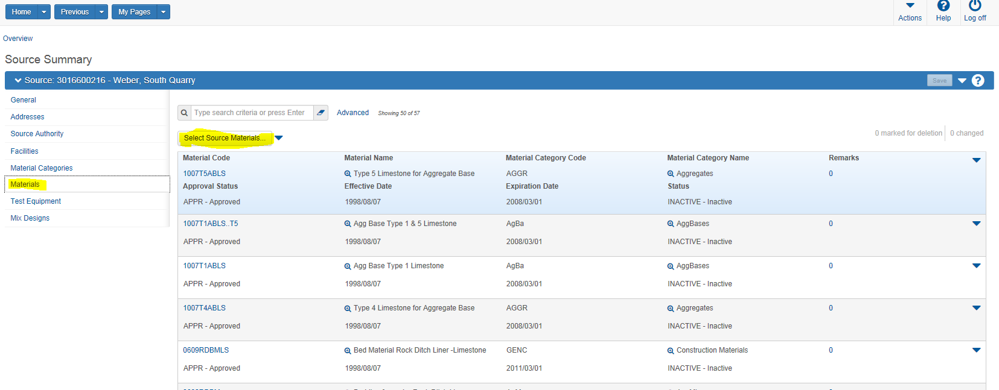 Home Previous My Pages Actions Help Log off
Overview
Source Summary
Source: 3016600216 - Weber, South Quarry Save
General
Addresses
Source Authority
Facilities
Material Categories
Materials
Test Equipment
Mix Designs
Type search criteria or press Enter Advanced Showing 50 of 57
Select Source Materials... 0 marked for deletion 0 changed
Material Code Material Name Material Category Code Material Category Name Remarks
1007T5ABLS Type 5 Limestone for Aggregate Base AGGR Aggregates 0
Approval Status Effective Date Expiration Date Status
APPR - Approved 1998/08/07 2008/03/01 INACTIVE - Inactive
1007T1ABLS..T5 Agg Base Type 1 & 5 Limestone AgBa AggBases 0
APPR - Approved 1998/08/07 2008/03/01 INACTIVE - Inactive
1007T1ABLS Agg Base Type 1 Limestone AgBa AggBases 0
APPR - Approved 1998/08/07 2008/03/01 INACTIVE - Inactive
1007T4ABLS Type 4 Limestone for Aggregate Base AGGR Aggregates 0
APPR - Approved 1998/08/07 2008/03/01 INACTIVE - Inactive
0609RDBMLS Bed Material Rock Ditch Liner -Limestone GENC Construction Materials 0
APPR - Approved 1998/08/07 2011/03/01 INACTIVE - Inactive